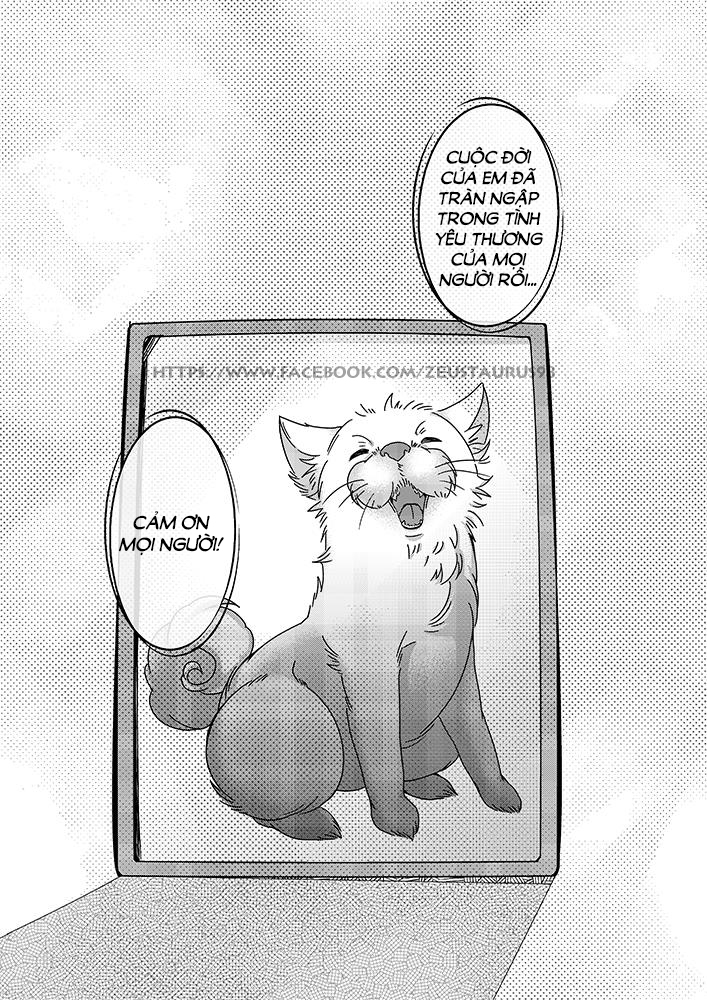 CUỘC ĐỜI
CỦA EM ĐÃ
TRÀN NGẬP
TRONG TÌNH
YÊU THƯƠNG
CỦA MỌI
NGƯỜI RỒI...
HTTPS://WWW.FACEBOOK.COM/ZEUSTAURUS93
CẢM ƠN
MỌI NGƯỜI!